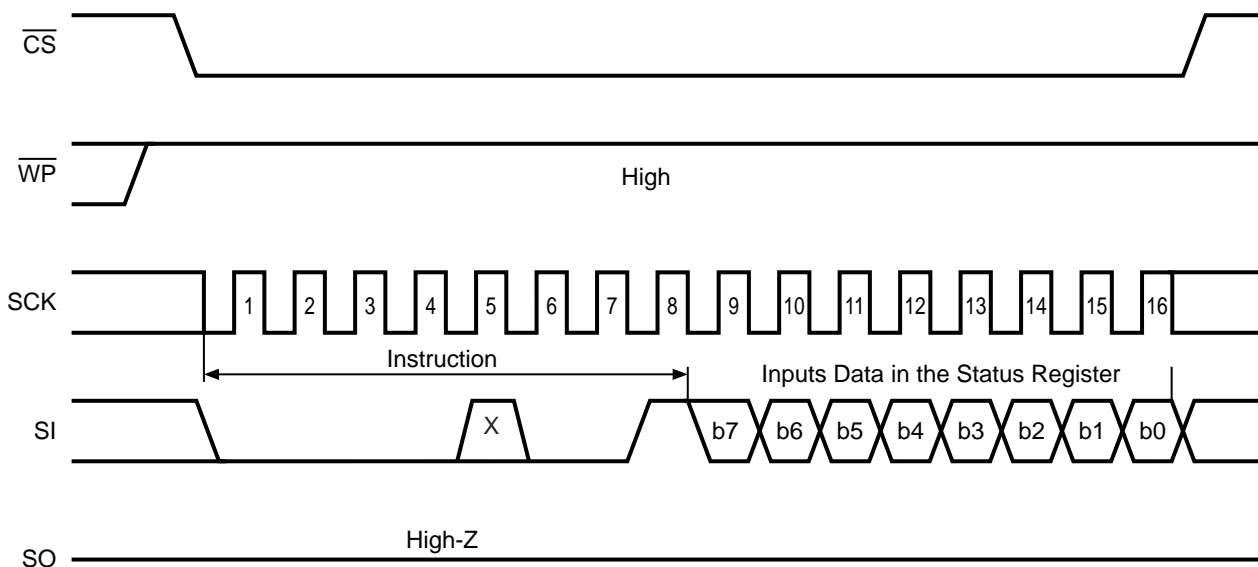 CS
WP
High
SCK 1 2 3 4 5 6 7 8 9 10 11 12 13 14 15 16
Instruction
Inputs Data in the Status Register
SI X b7 b6 b5 b4 b3 b2 b1 b0
High-Z
SO